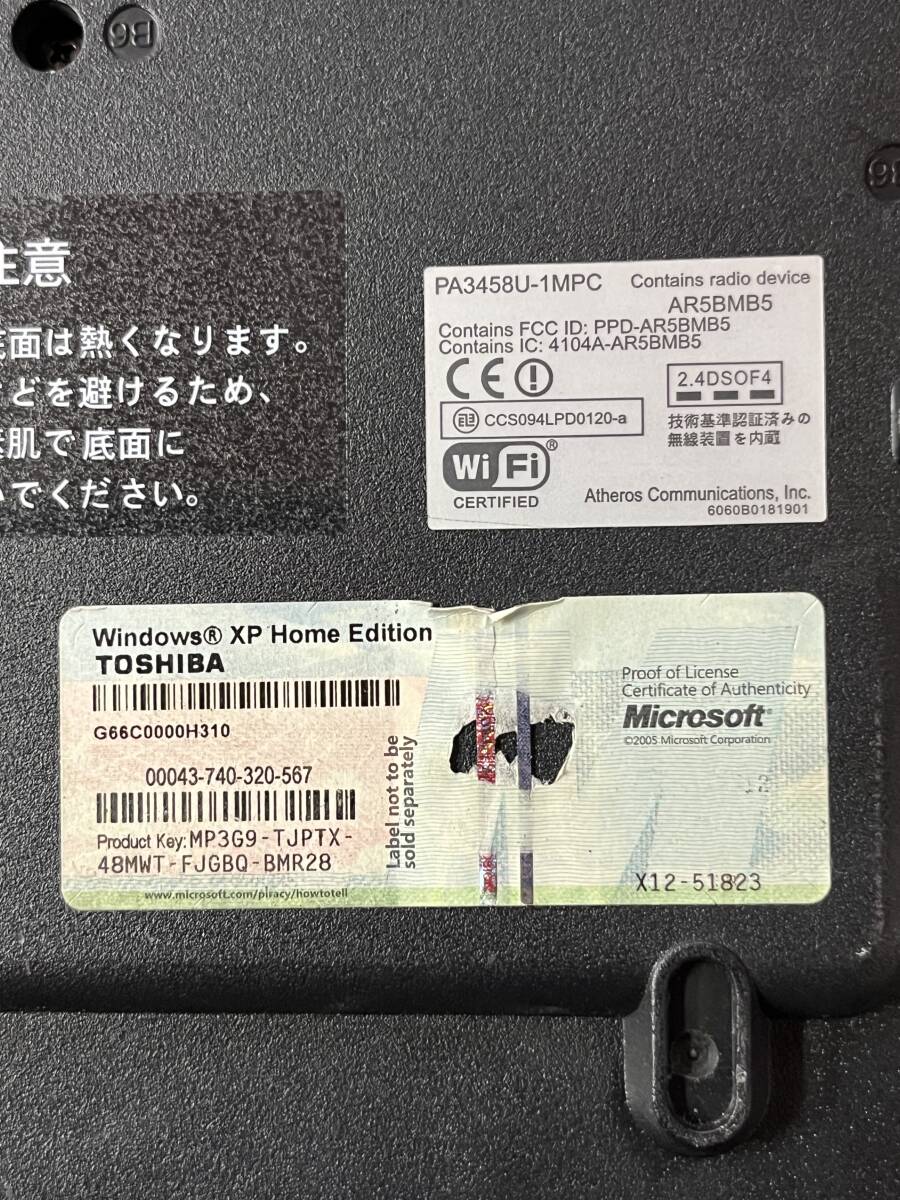 B6
注意
底面は熱くなります。
どを避けるため、
肌で底面に
でください。
PA3458U-1MPC Contains radio device
AR5BMB5
Contains FCC ID: PPD-AR5BMB5
Contains IC: 4104A-AR5BMB5
CE
2.4DSOF4
CCS094LPD0120-a
技術基準認証済みの
無線装置を内蔵
Wi Fi®
CERTIFIED
Atheros Communications, Inc.
6060B0181901
Windows® XP Home Edition
TOSHIBA
G66C0000H310
00043-740-320-567
Product Key: MP3G9-TJPTX-
48MWT-FJGBQ-BMR28
www.microsoft.com/piracy/howtotell
Label not to be
sold separately
Proof of License
Certificate of Authenticity
Microsoft®
©2005 Microsoft Corporation
X12-51823